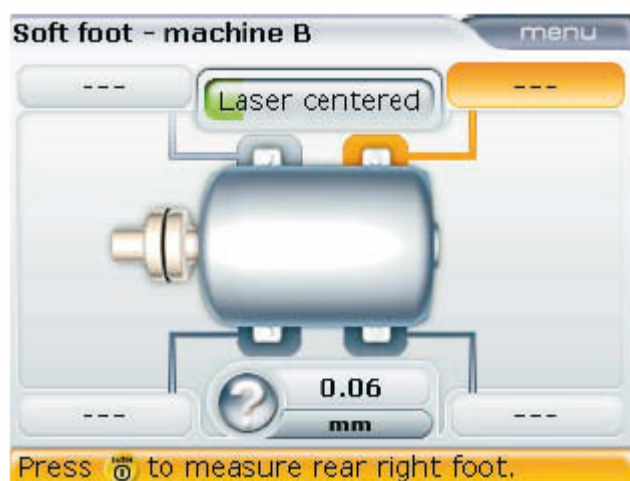 Soft foot - machine B
menu
---
Laser centered
---
---
?
0.06
mm
---
Press to measure rear right foot.